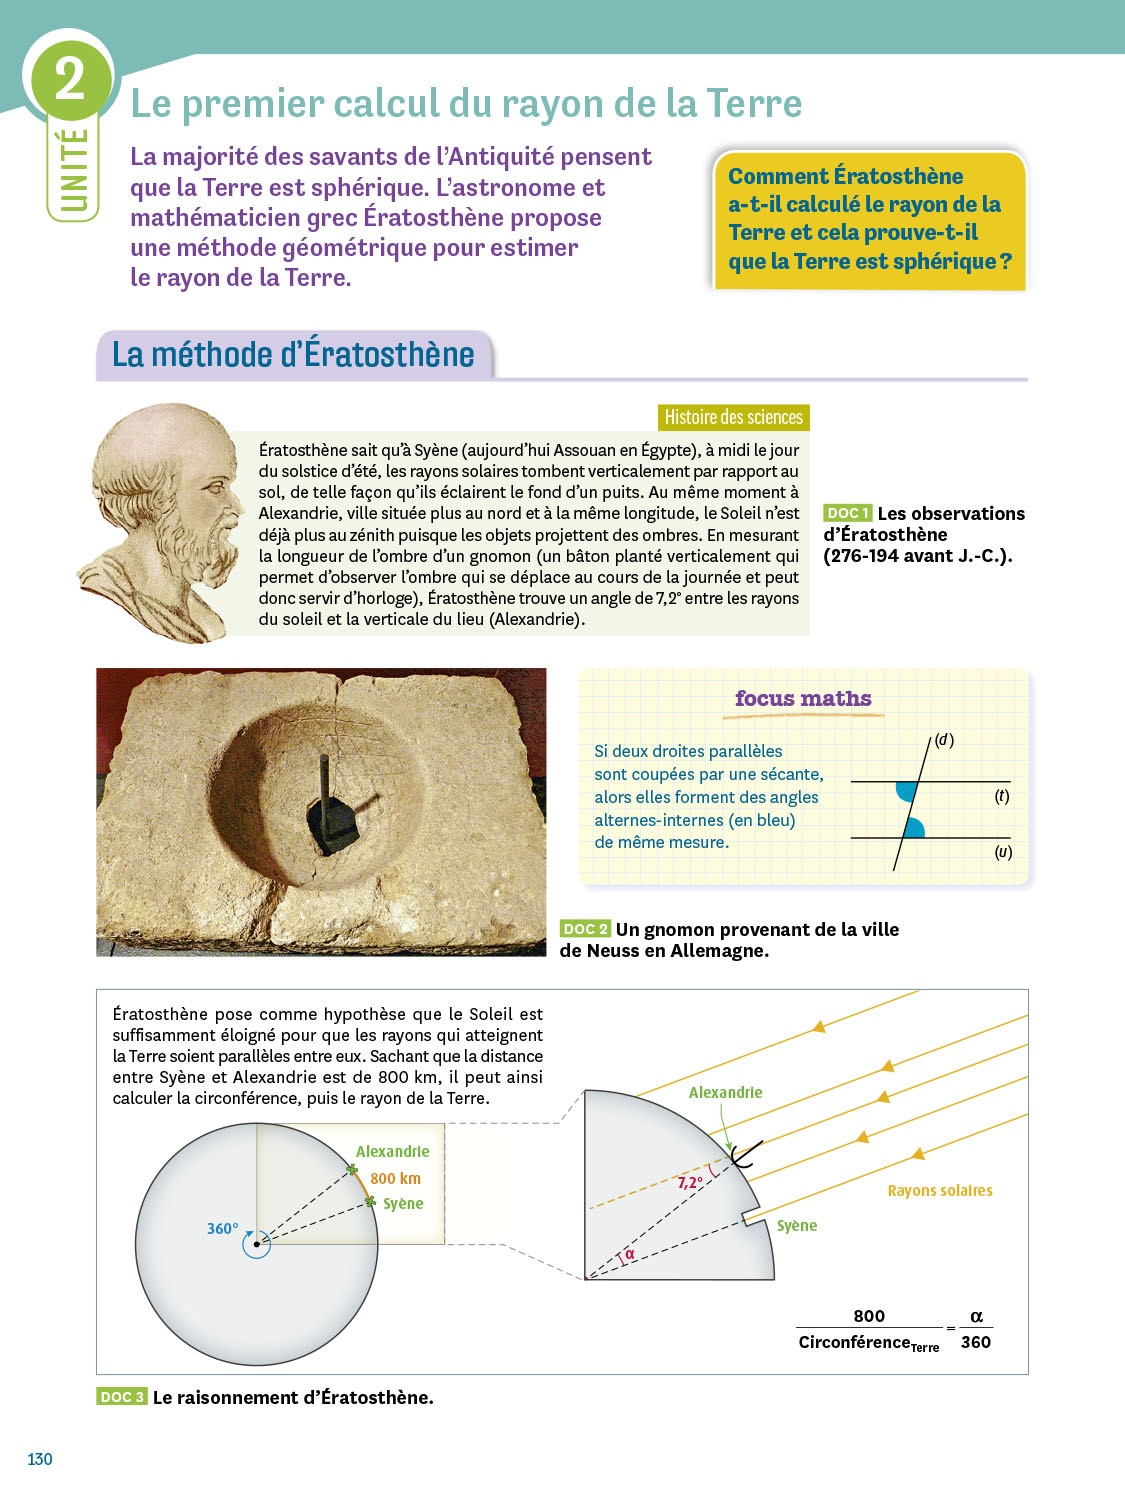 2
UNITÉ
Le premier calcul du rayon de la Terre
La majorité des savants de l'Antiquité pensent
que la Terre est sphérique. L'astronome et
mathématicien grec Ératosthène propose
une méthode géométrique pour estimer
le rayon de la Terre.
Comment Ératosthène
a-t-il calculé le rayon de la
Terre et cela prouve-t-il
que la Terre est sphérique ?
La méthode d'Ératosthène
Histoire des sciences
Ératosthène sait qu'à Syène (aujourd'hui Assouan en Égypte), à midi le jour
du solstice d'été, les rayons solaires tombent verticalement par rapport au
sol, de telle façon qu'ils éclairent le fond d'un puits. Au même moment à
Alexandrie, ville située plus au nord et à la même longitude, le Soleil n'est
déjà plus au zénith puisque les objets projettent des ombres. En mesurant
la longueur de l'ombre d'un gnomon (un bâton planté verticalement qui
permet d'observer l'ombre qui se déplace au cours de la journée et peut
donc servir d'horloge), Ératosthène trouve un angle de 7,2° entre les rayons
du soleil et la verticale du lieu (Alexandrie).
DOC 1 Les observations
d'Ératosthène
(276-194 avant J.-C.).
focus maths
Si deux droites parallèles
sont coupées par une sécante,
alors elles forment des angles
alternes-internes (en bleu)
de même mesure.
(d)
(t)
(u)
DOC 2 Un gnomon provenant de la ville
de Neuss en Allemagne.
Ératosthène pose comme hypothèse que le Soleil est
suffisamment éloigné pour que les rayons qui atteignent
la Terre soient parallèles entre eux. Sachant que la distance
entre Syène et Alexandrie est de 800 km, il peut ainsi
calculer la circonférence, puis le rayon de la Terre.
Alexandrie
800 km
Syène
360°
Alexandrie
7,2°
Rayons solaires
Syène
α
800 / Circonférence Terre = α / 360
DOC 3 Le raisonnement d'Ératosthène.
130